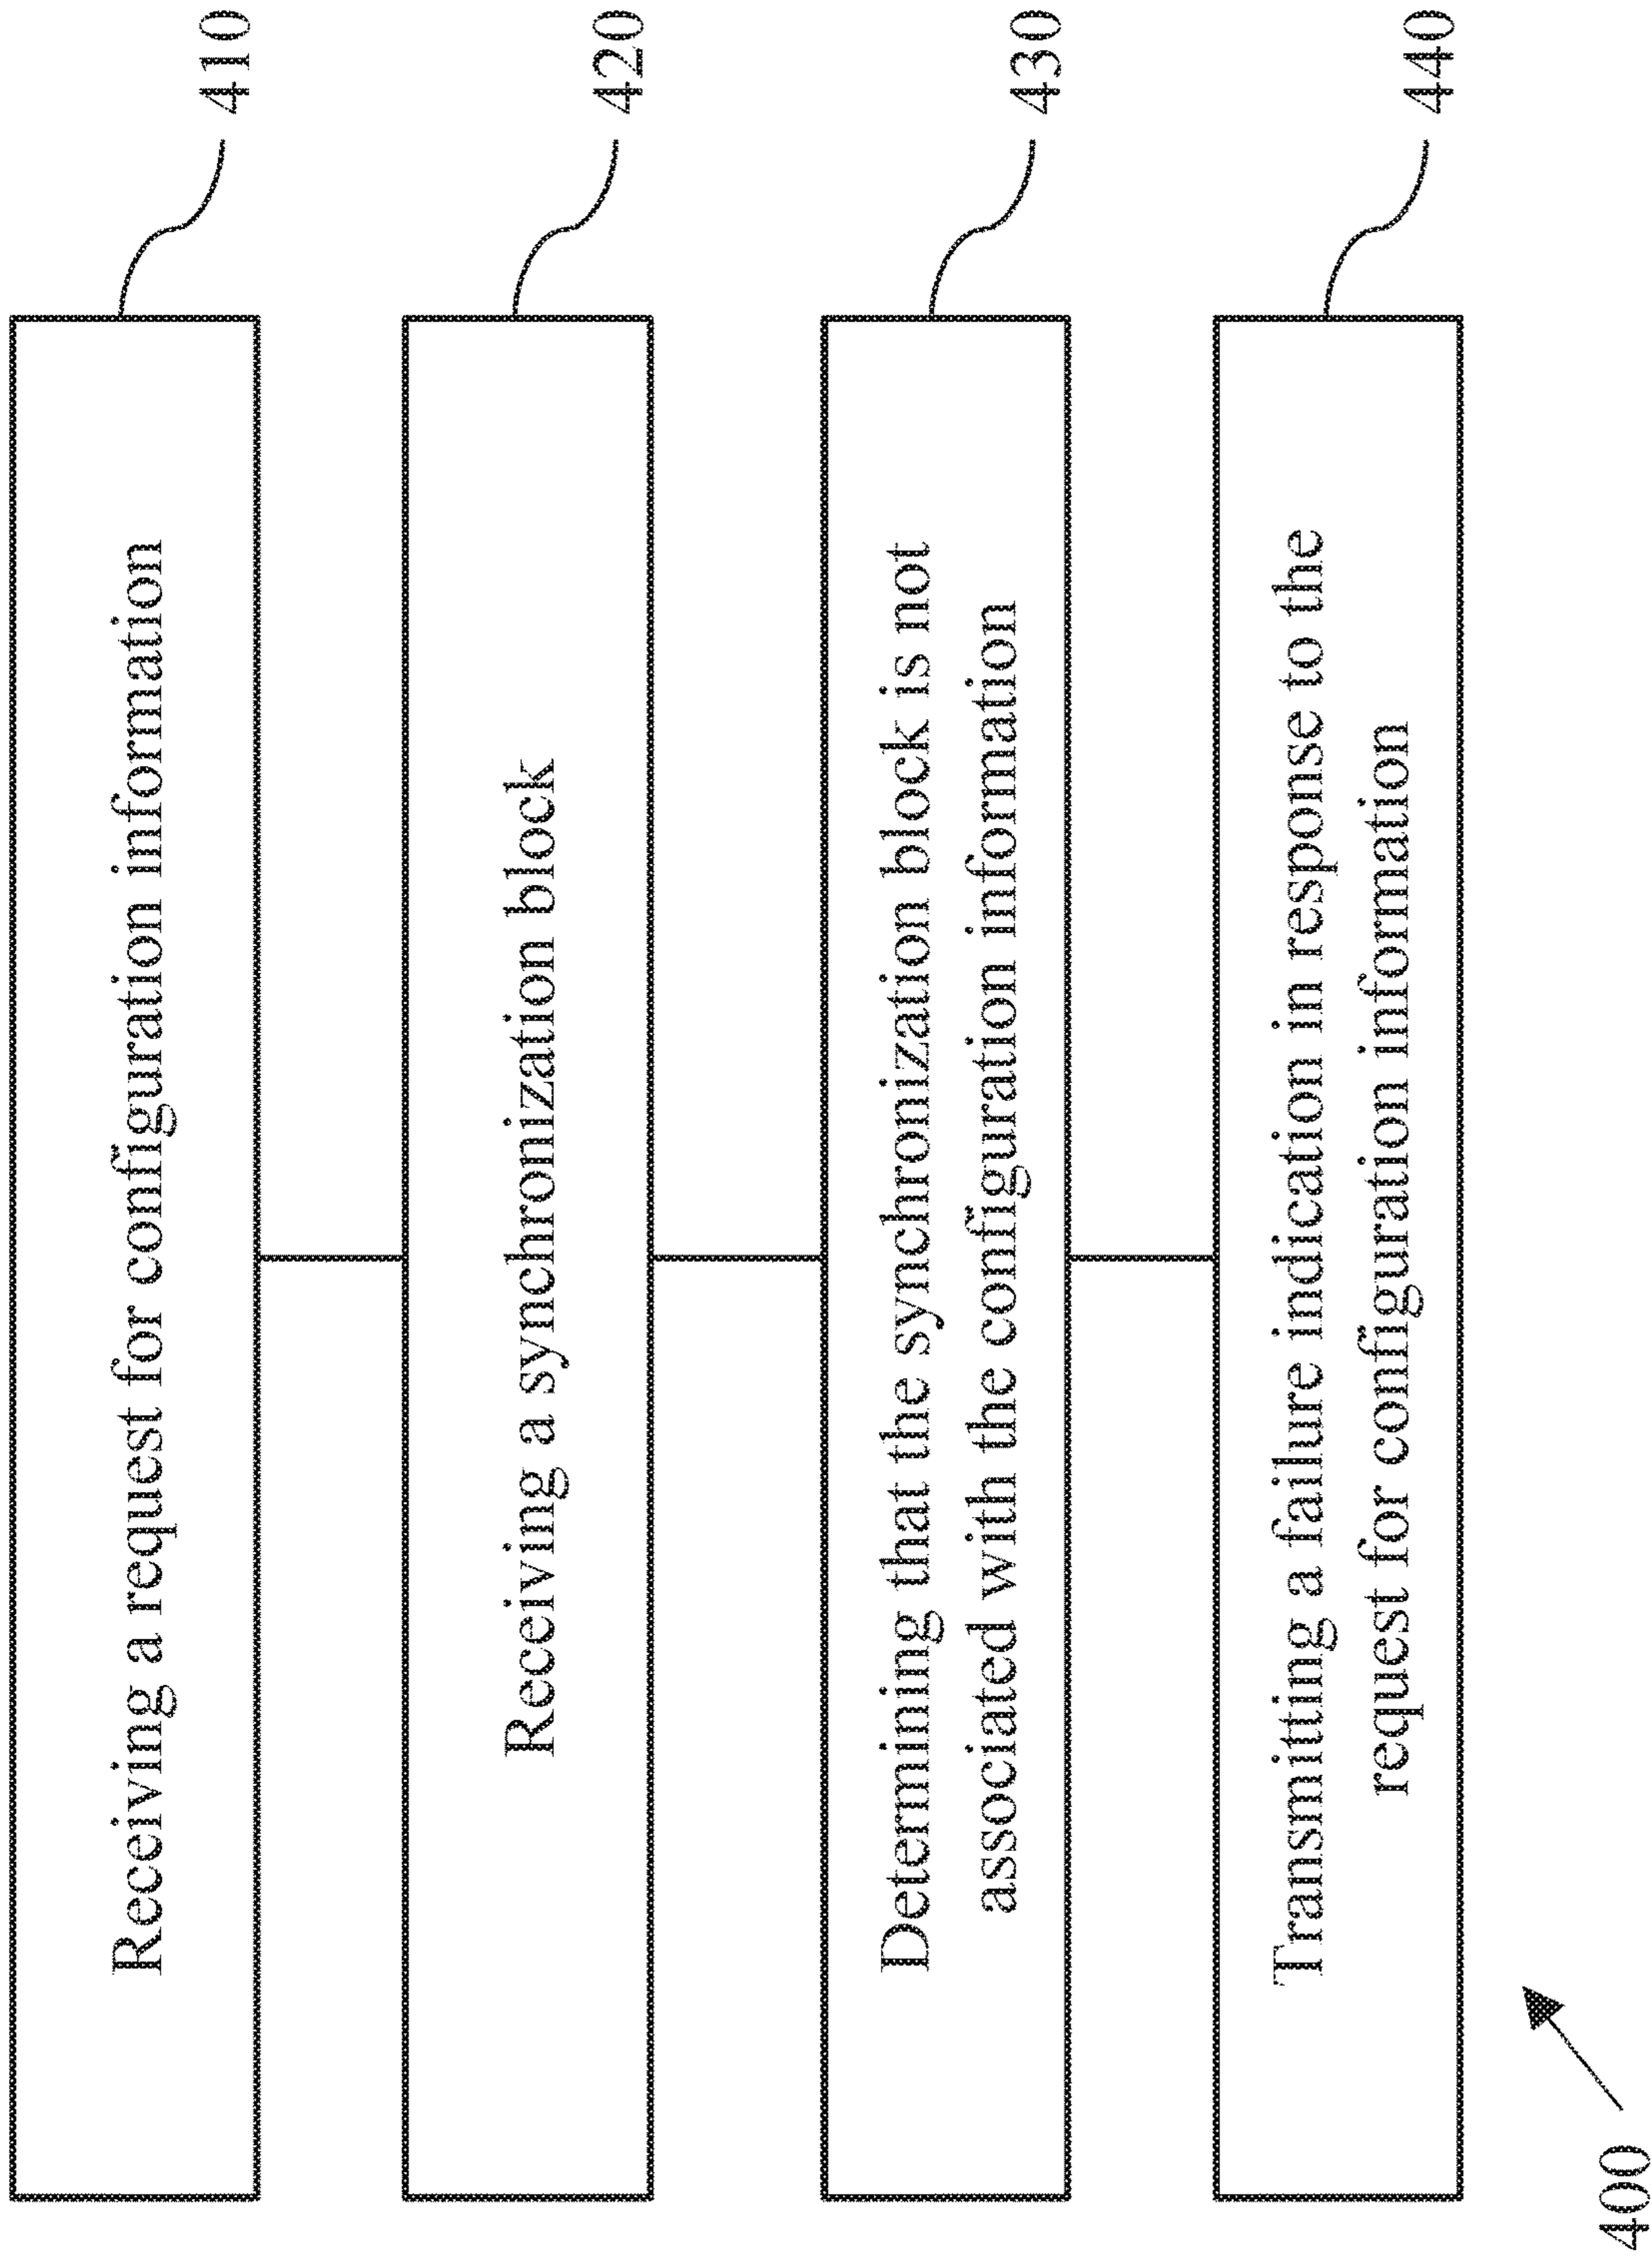 Receiving a request for configuration information
410
Receiving a synchronization block
420
Determining that the synchronization block is not
associated with the configuration information
430
Transmitting a failure indication in response to the
request for configuration information
440
400